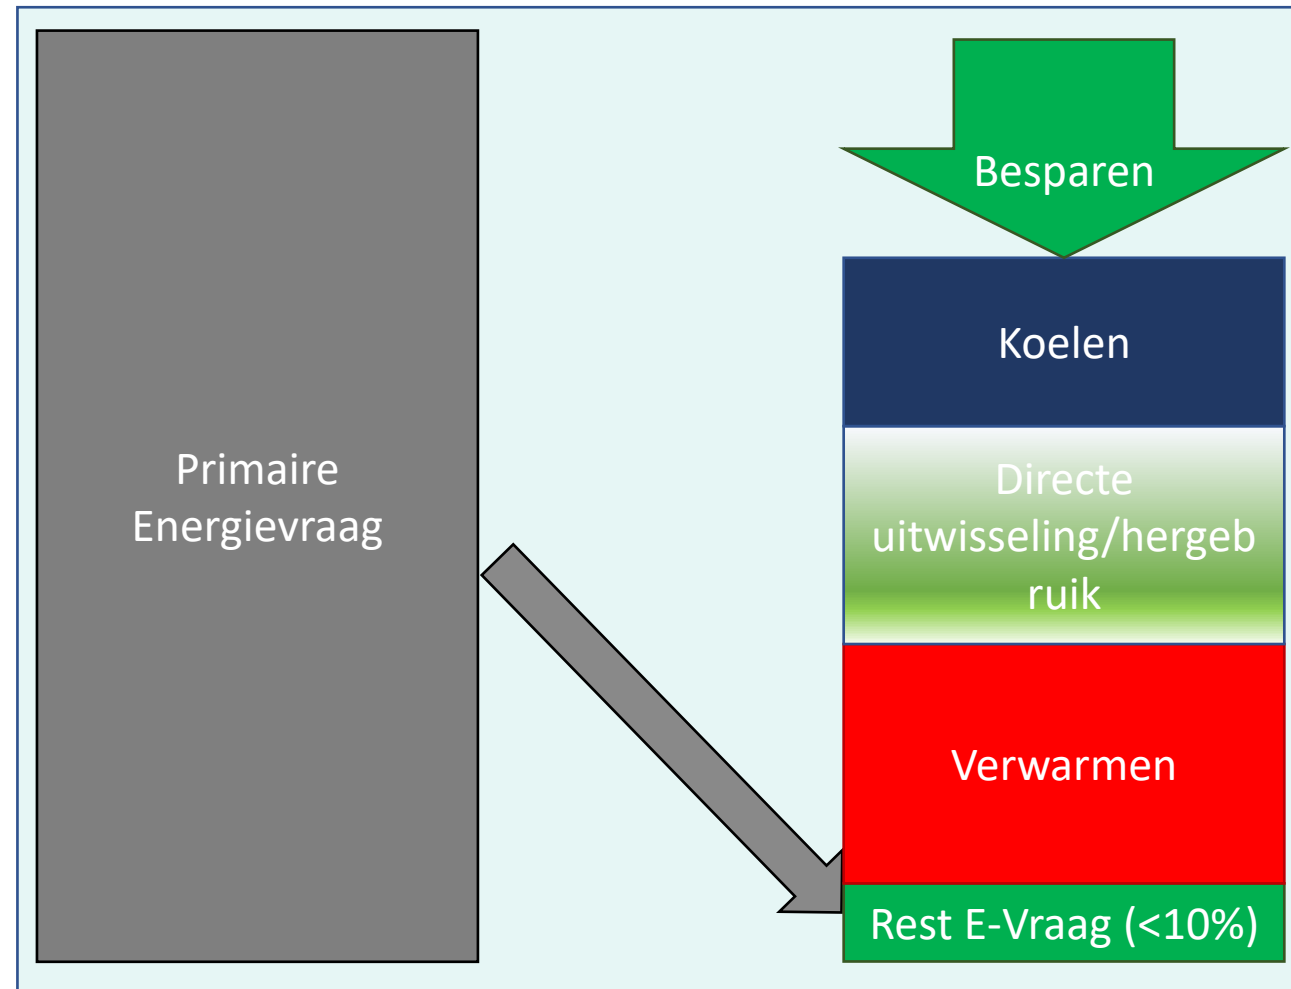 Primaire
Energievraag
Besparen
Koelen
Directe
uitwisseling/hergeb
ruik
Verwarmen
Rest E-Vraag (<10%)